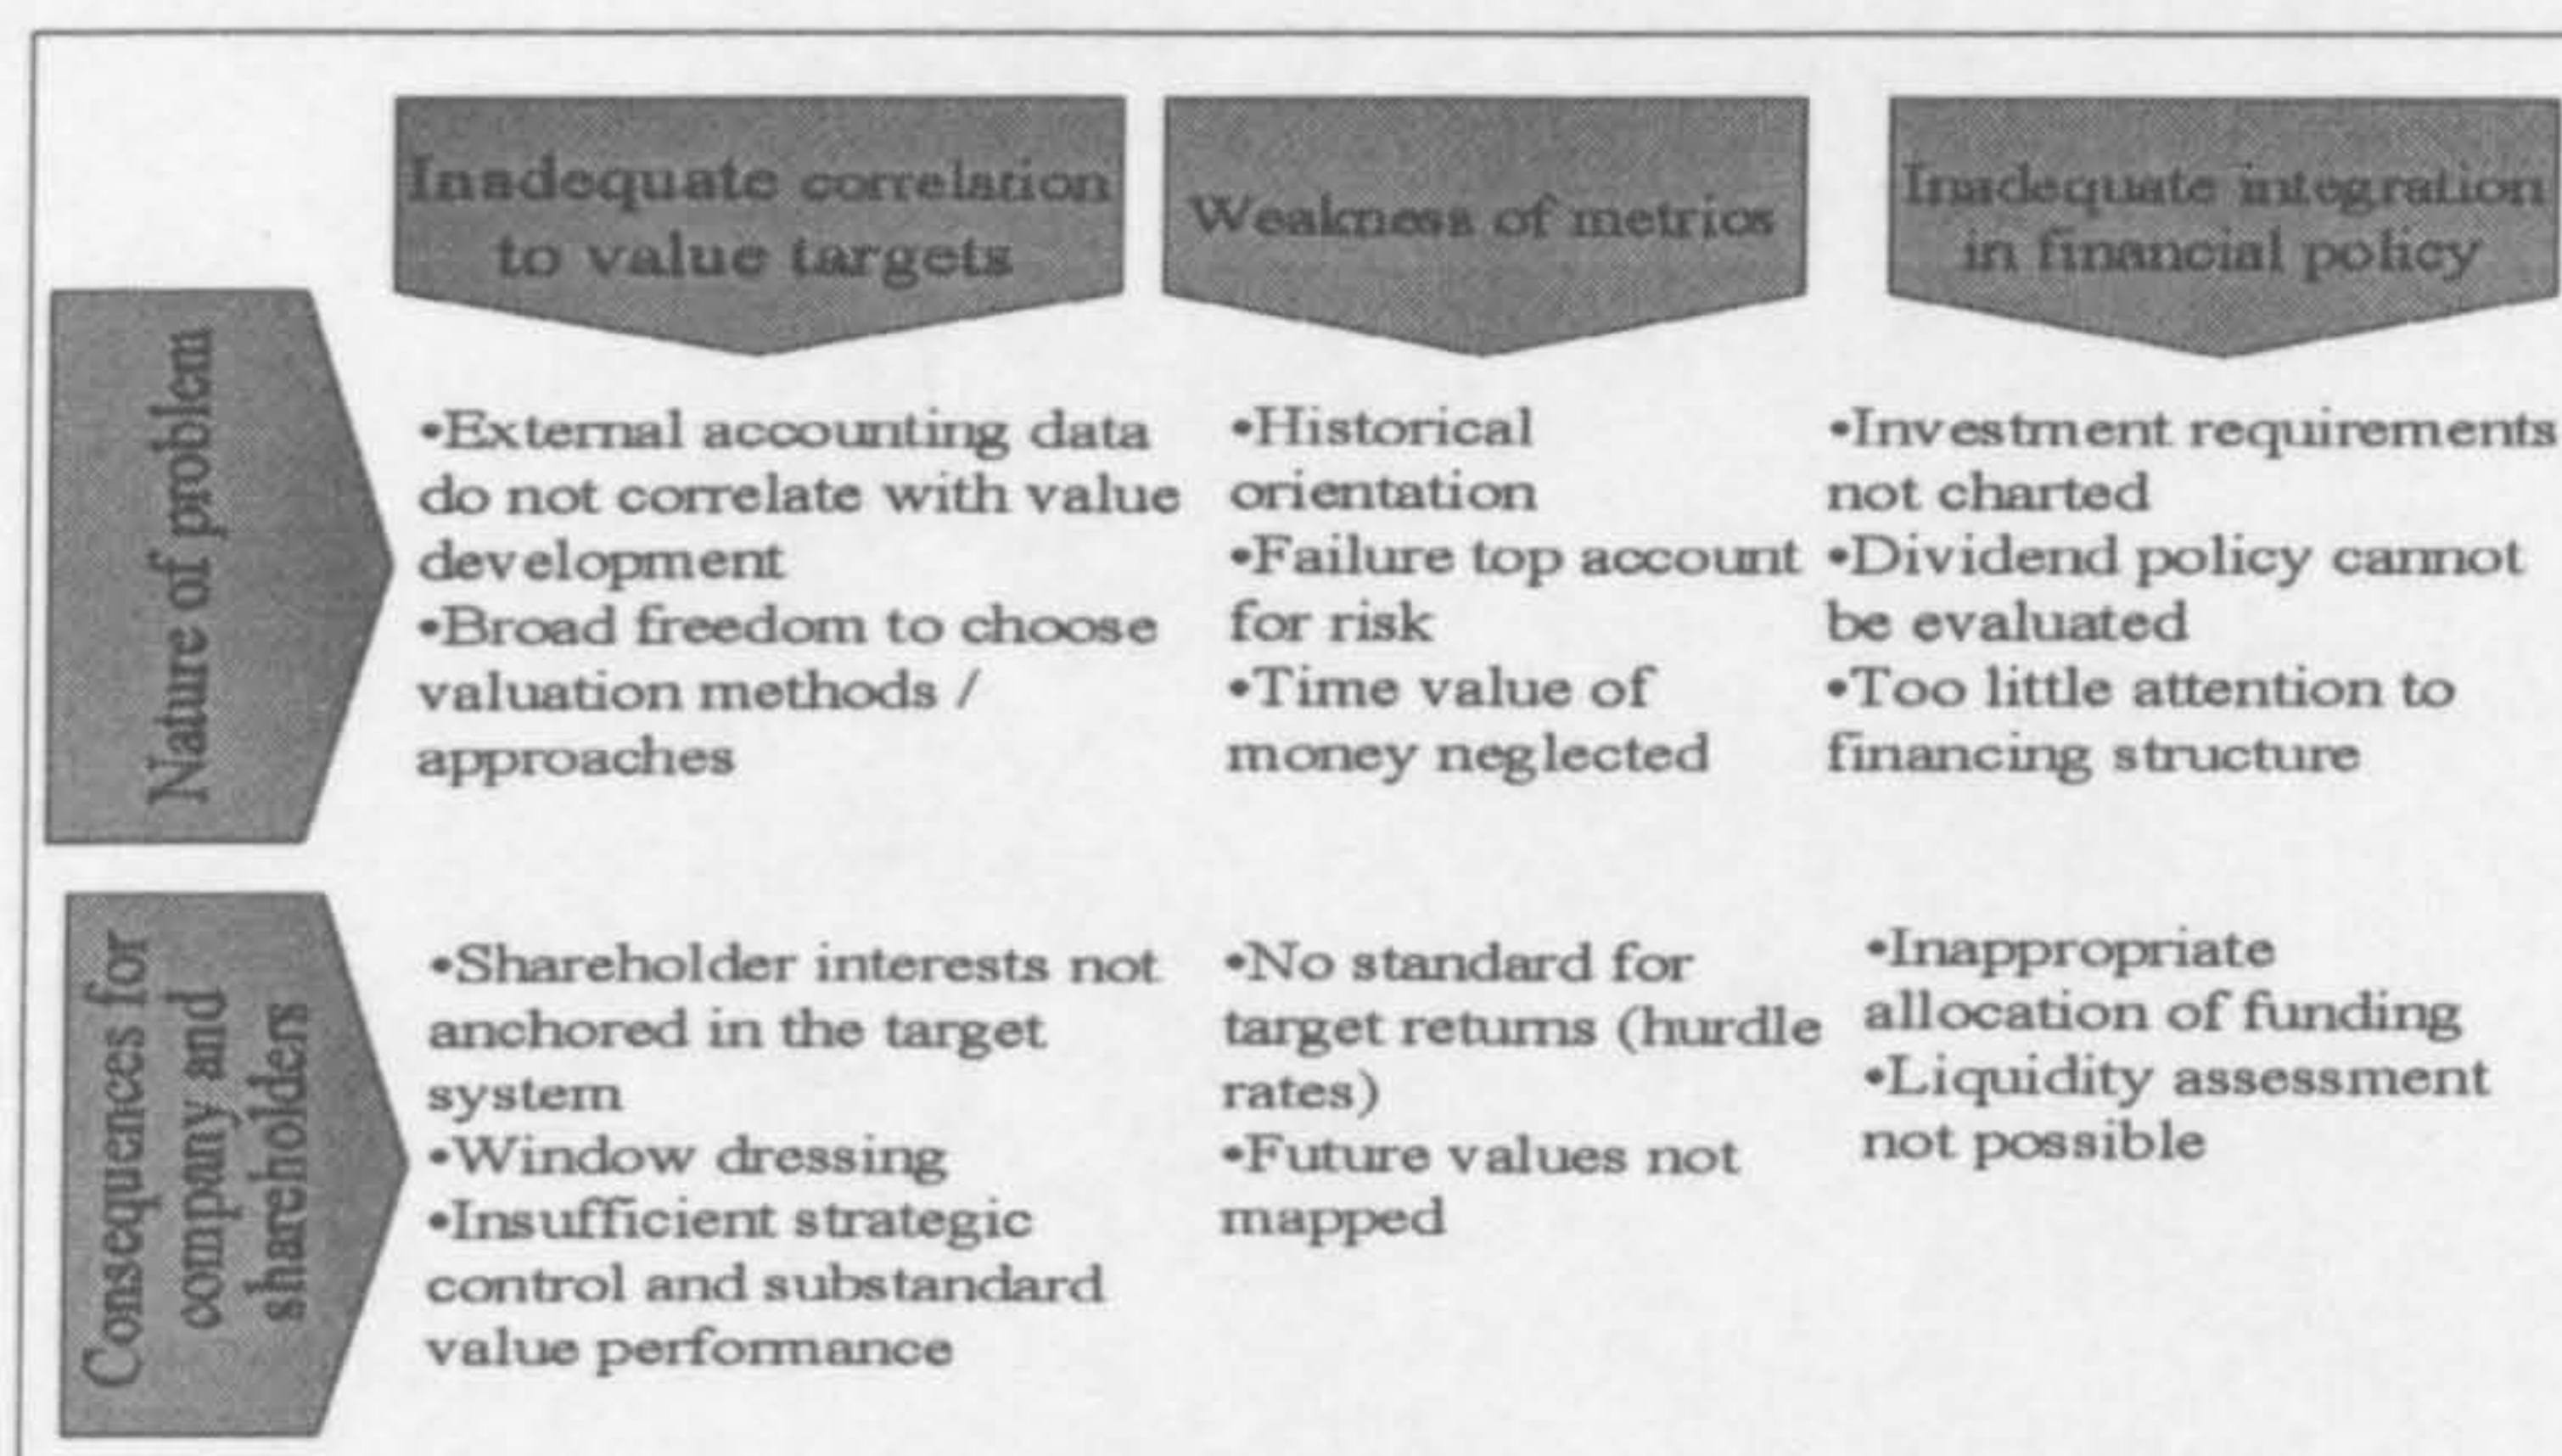 Inadequate correlation
to value targets
Weakness of metrics
Inadequate integration
in financial policy
Nature of problem
•External accounting data
do not correlate with value
development
•Broad freedom to choose
valuation methods /
approaches
•Historical
orientation
•Failure top account
for risk
•Time value of
money neglected
•Investment requirements
not charted
•Dividend policy cannot
be evaluated
•Too little attention to
financing structure
Consequences for
company and
shareholders
•Shareholder interests not
anchored in the target
system
•Window dressing
•Insufficient strategic
control and substandard
value performance
•No standard for
target returns (hurdle
rates)
•Future values not
mapped
•Inappropriate
allocation of funding
•Liquidity assessment
not possible